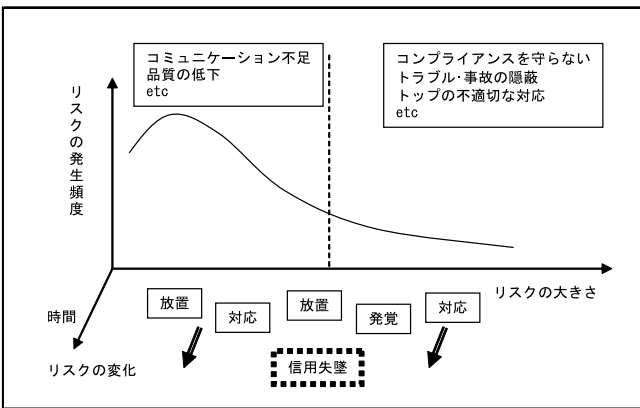 コミュニケーション不足
品質の低下
etc
コンプライアンスを守らない
トラブル･事故の隠蔽
トップの不適切な対応
etc
リスクの発生頻度
リスクの大きさ
放置
対応
放置
発覚
対応
時間
リスクの変化
信用失墜